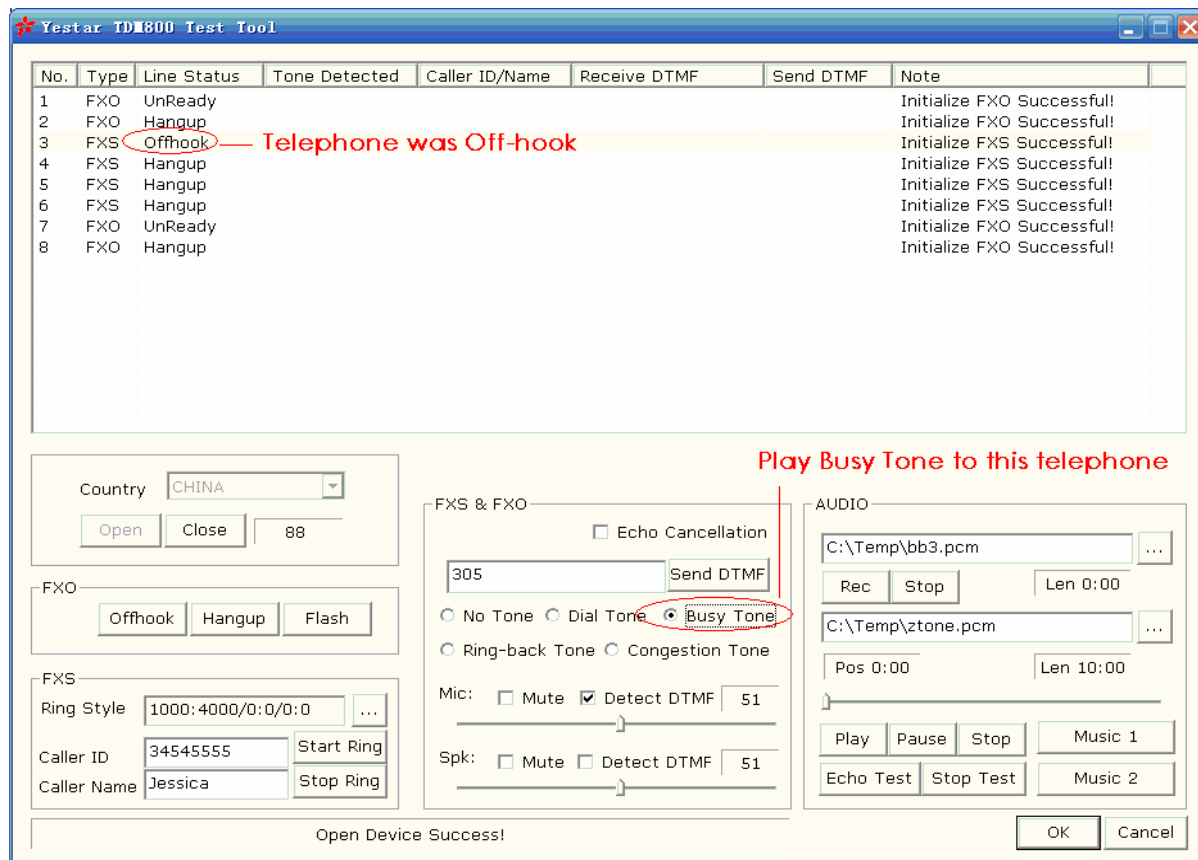 Yestar TDM800 Test Tool
No. Type Line Status Tone Detected Caller ID/Name Receive DTMF Send DTMF Note
1 FXO UnReady Initialize FXO Successful!
2 FXO Hangup Initialize FXO Successful!
3 FXS Offhook Telephone was Off-hook Initialize FXS Successful!
4 FXS Hangup Initialize FXS Successful!
5 FXS Hangup Initialize FXS Successful!
6 FXS Hangup Initialize FXS Successful!
7 FXO UnReady Initialize FXO Successful!
8 FXO Hangup Initialize FXO Successful!
Play Busy Tone to this telephone
Country CHINA
Open Close 88
FXO
Offhook Hangup Flash
FXS
Ring Style 1000:4000/0:0/0:0 ...
Caller ID 34545555 Start Ring
Caller Name Jessica Stop Ring
FXS & FXO
Echo Cancellation
305 Send DTMF
No Tone Dial Tone Busy Tone
Ring-back Tone Congestion Tone
Mic: Mute Detect DTMF 51
Spk: Mute Detect DTMF 51
AUDIO
C:\Temp\bb3.pcm ...
Rec Stop Len 0:00
C:\Temp\ztone.pcm ...
Pos 0:00 Len 10:00
Play Pause Stop Music 1
Echo Test Stop Test Music 2
Open Device Success!
OK Cancel